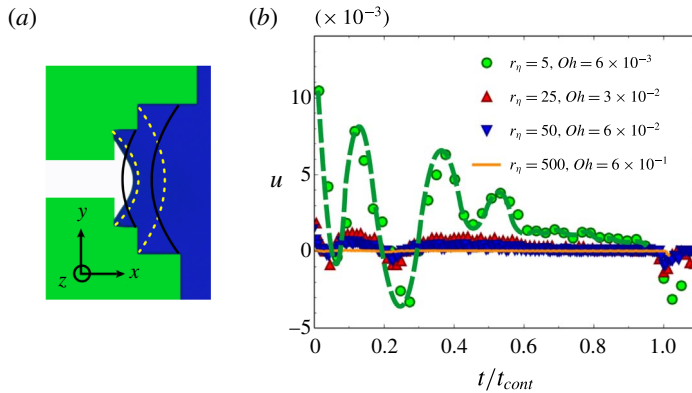 (a)
y
z
x
(b)
(× 10⁻³)
r_η = 5, Oh = 6 × 10⁻³
r_η = 25, Oh = 3 × 10⁻²
r_η = 50, Oh = 6 × 10⁻²
r_η = 500, Oh = 6 × 10⁻¹
10
5
u
0
−5
0 0.2 0.4 0.6 0.8 1.0
t/t_cont